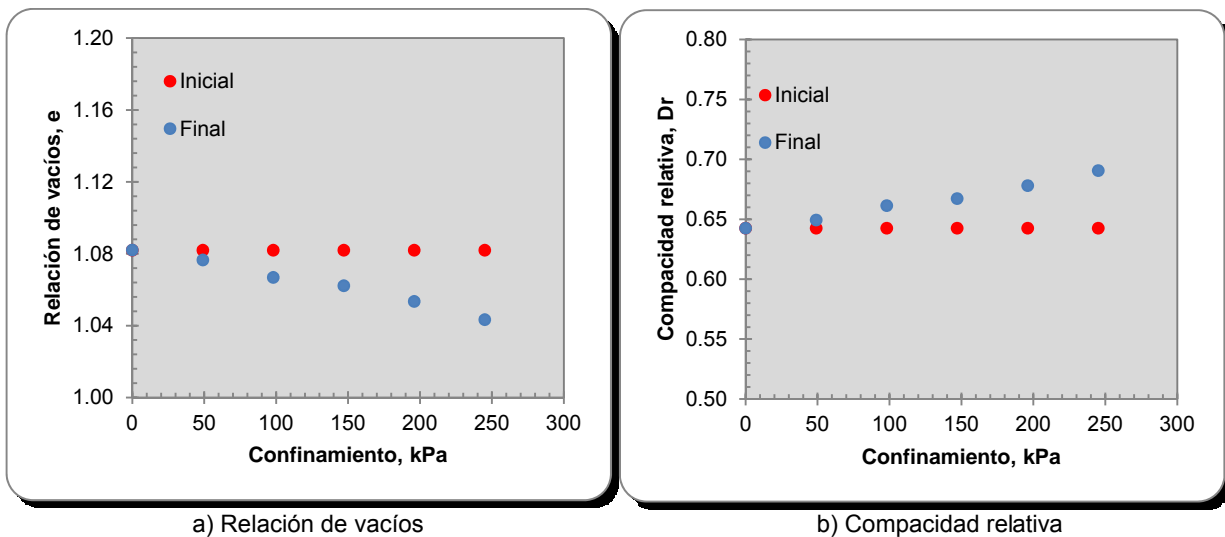 1.20
1.16
1.12
1.08
1.04
1.00
Relación de vacíos, e
Inicial
Final
0 50 100 150 200 250 300
Confinamiento, kPa
a) Relación de vacíos
0.80
0.75
0.70
0.65
0.60
0.55
0.50
Compacidad relativa, Dr
Inicial
Final
0 50 100 150 200 250 300
Confinamiento, kPa
b) Compacidad relativa